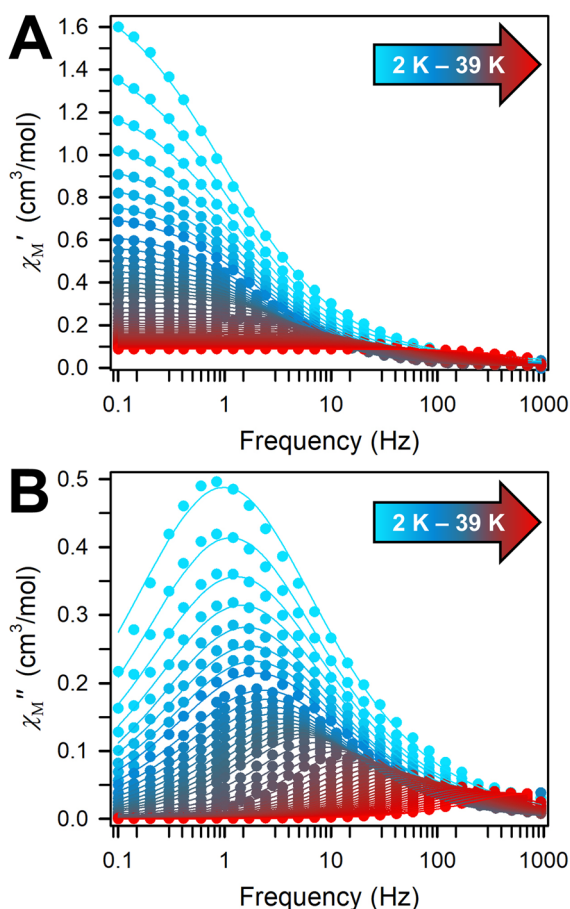 A
2 K – 39 K
1.6
1.4
1.2
1.0
0.8
0.6
0.4
0.2
0.0
χM′ (cm³/mol)
0.1 1 10 100 1000
Frequency (Hz)
B
2 K – 39 K
0.5
0.4
0.3
0.2
0.1
0.0
χM″ (cm³/mol)
0.1 1 10 100 1000
Frequency (Hz)